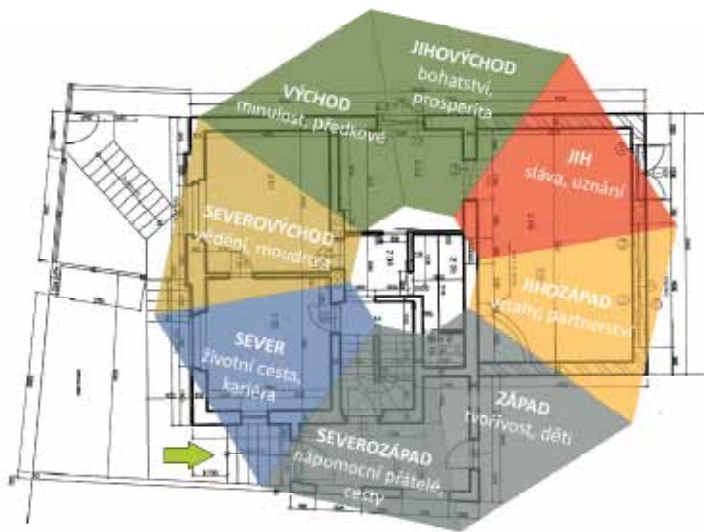 JIHOVÝCHOD
bohatství,
prosperita
VÝCHOD
minulost, předkové
JIH
sláva, uznání
SEVEROVÝCHOD
vědění, moudrost
JIHOZÁPAD
vztahy, partnerství
SEVER
životní cesta,
kariéra
ZÁPAD
tvořivost, děti
SEVEROZÁPAD
nápomocní přátelé,
cesty